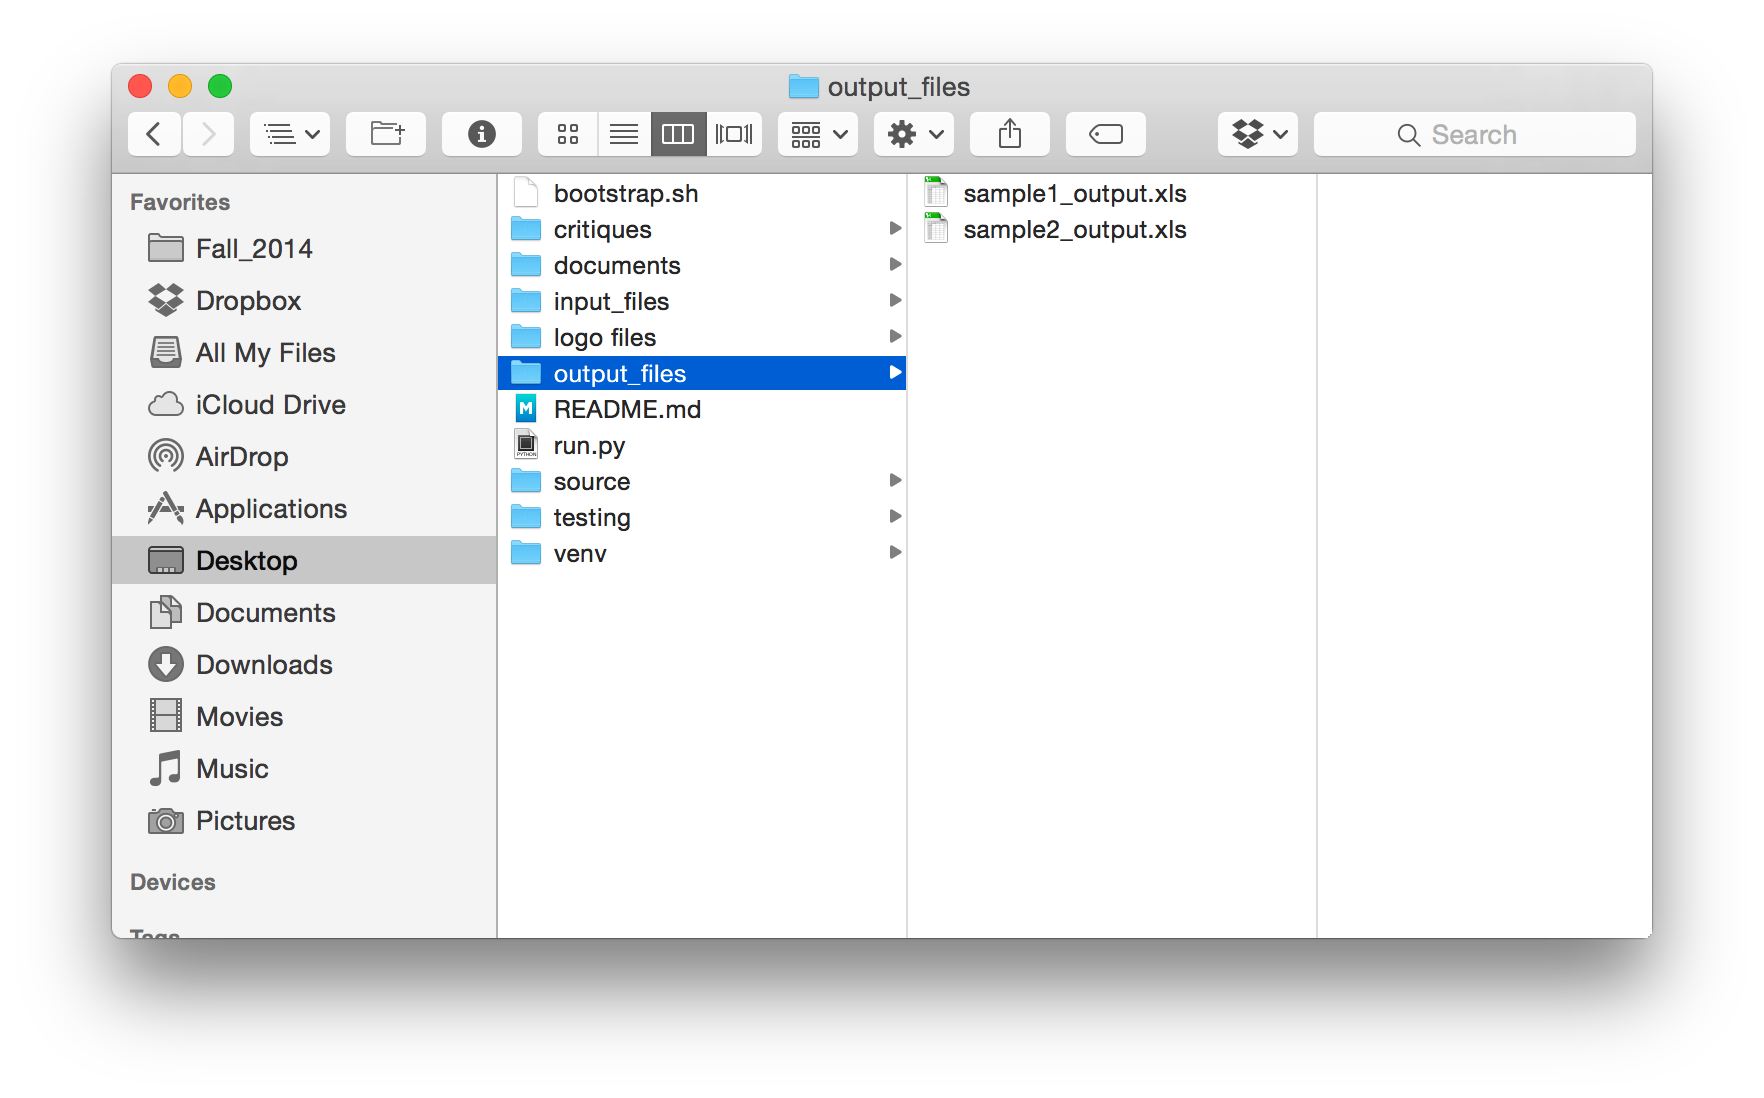 output_files
Search
Favorites
Fall_2014
Dropbox
All My Files
iCloud Drive
AirDrop
Applications
Desktop
Documents
Downloads
Movies
Music
Pictures
Devices
Tags
bootstrap.sh
critiques
documents
input_files
logo files
output_files
README.md
run.py
source
testing
venv
sample1_output.xls
sample2_output.xls